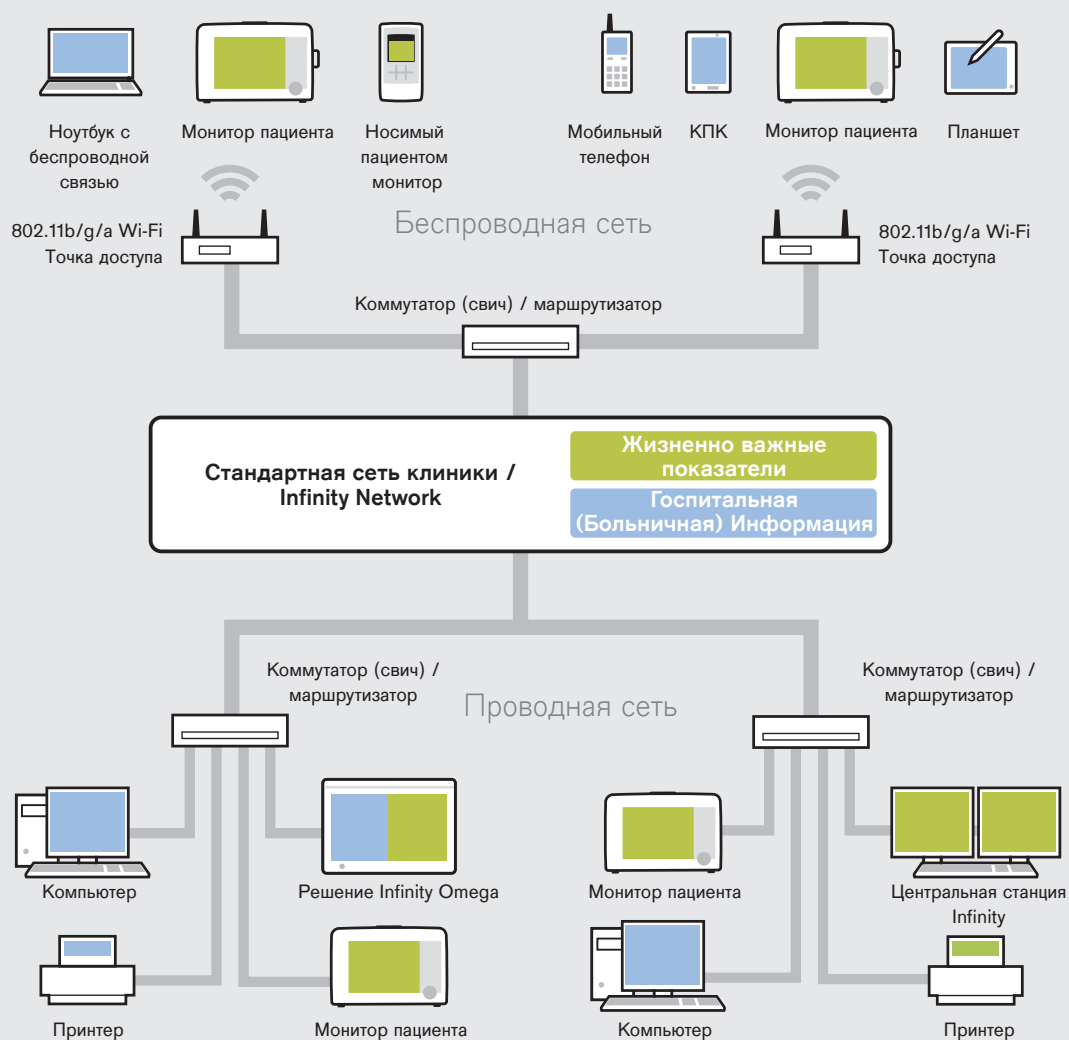 Ноутбук с
беспроводной
связью
Монитор пациента
Носимый
пациентом
монитор
Мобильный
телефон
КПК
Монитор пациента
Планшет
802.11b/g/a Wi-Fi
Точка доступа
Беспроводная сеть
802.11b/g/a Wi-Fi
Точка доступа
Коммутатор (свич) / маршрутизатор
Стандартная сеть клиники /
Infinity Network
Жизненно важные
показатели
Госпитальная
(Больничная) Информация
Коммутатор (свич) /
маршрутизатор
Проводная сеть
Коммутатор (свич) /
маршрутизатор
Компьютер
Решение Infinity Omega
Монитор пациента
Центральная станция
Infinity
Принтер
Монитор пациента
Компьютер
Принтер